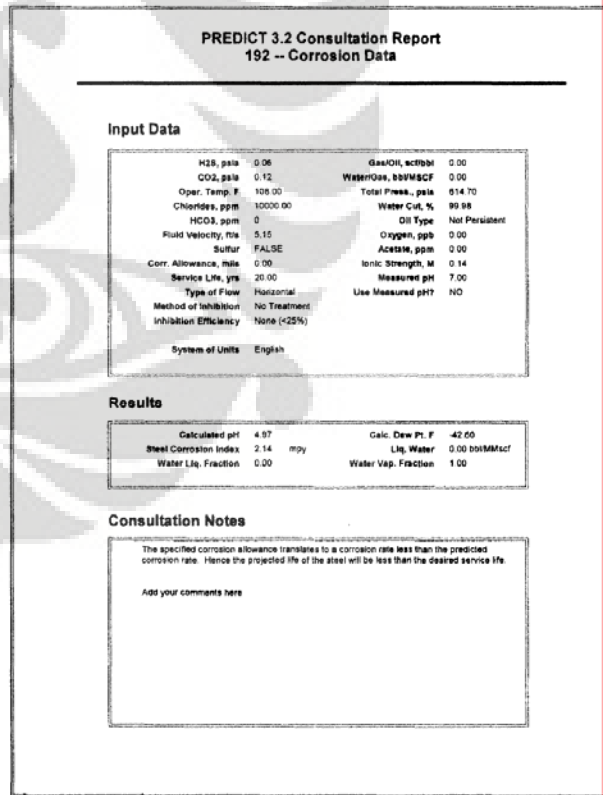 PREDICT 3.2 Consultation Report
192 -- Corrosion Data
Input Data
H2S, psia 0.06 Gas/Oil, scf/bbl 0.00
CO2, psia 0.12 Water/Gas, bbl/MSCF 0.00
Oper. Temp, F 106.00 Total Press., psia 614.70
Chlorides, ppm 10000.00 Water Cut, % 99.98
HCO3, ppm 0 Oil Type Not Persistent
Fluid Velocity, ft/s 5.15 Oxygen, ppb 0.00
Sulfur FALSE Acetate, ppm 0.00
Corr. Allowance, mils 0.00 Ionic Strength, M 0.14
Service Life, yrs 20.00 Measured pH 7.00
Type of Flow Horizontal Use Measured pH? NO
Method of Inhibition No Treatment
Inhibition Efficiency None (<25%)
System of Units English
Results
Calculated pH 4.97 Calc. Dew Pt. F -42.60
Steel Corrosion Index 2.14 mpy Liq. Water 0.00 bbl/MMscf
Water Liq. Fraction 0.00 Water Vap. Fraction 1.00
Consultation Notes
The specified corrosion allowance translates to a corrosion rate less than the predicted
corrosion rate. Hence the projected life of the steel will be less than the desired service life.
Add your comments here